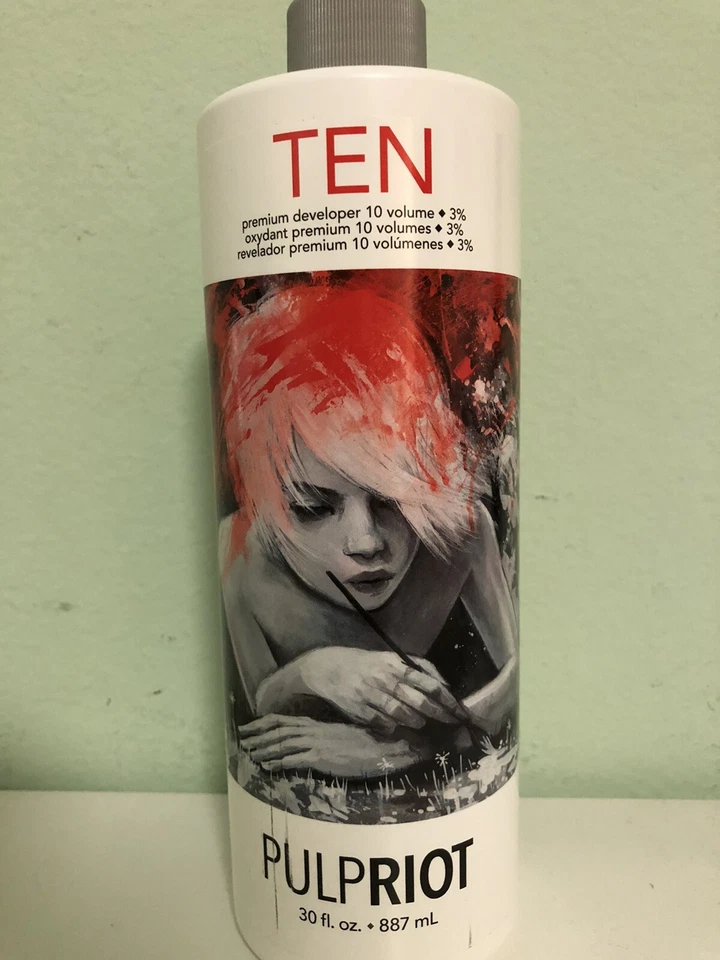 TEN
premium developer 10 volume ♦ 3%
oxydant premium 10 volumes ♦ 3%
revelador premium 10 volúmenes ♦ 3%
PULPRIOT
30 fl. oz. ♦ 887 mL